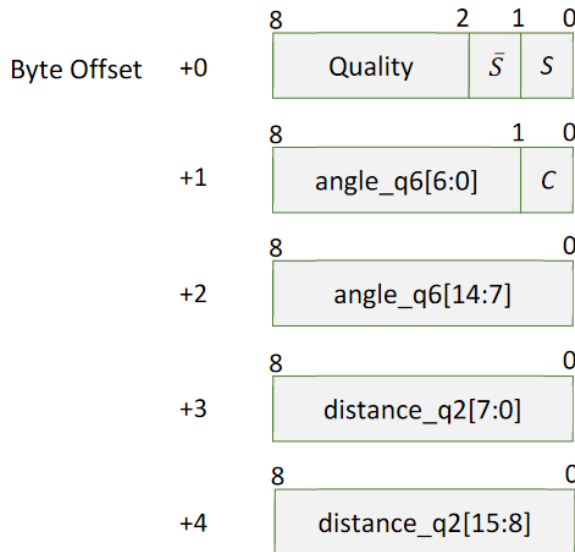 8 2 1 0
Byte Offset +0 Quality S̄ S
8 1 0
+1 angle_q6[6:0] C
8 0
+2 angle_q6[14:7]
8 0
+3 distance_q2[7:0]
8 0
+4 distance_q2[15:8]